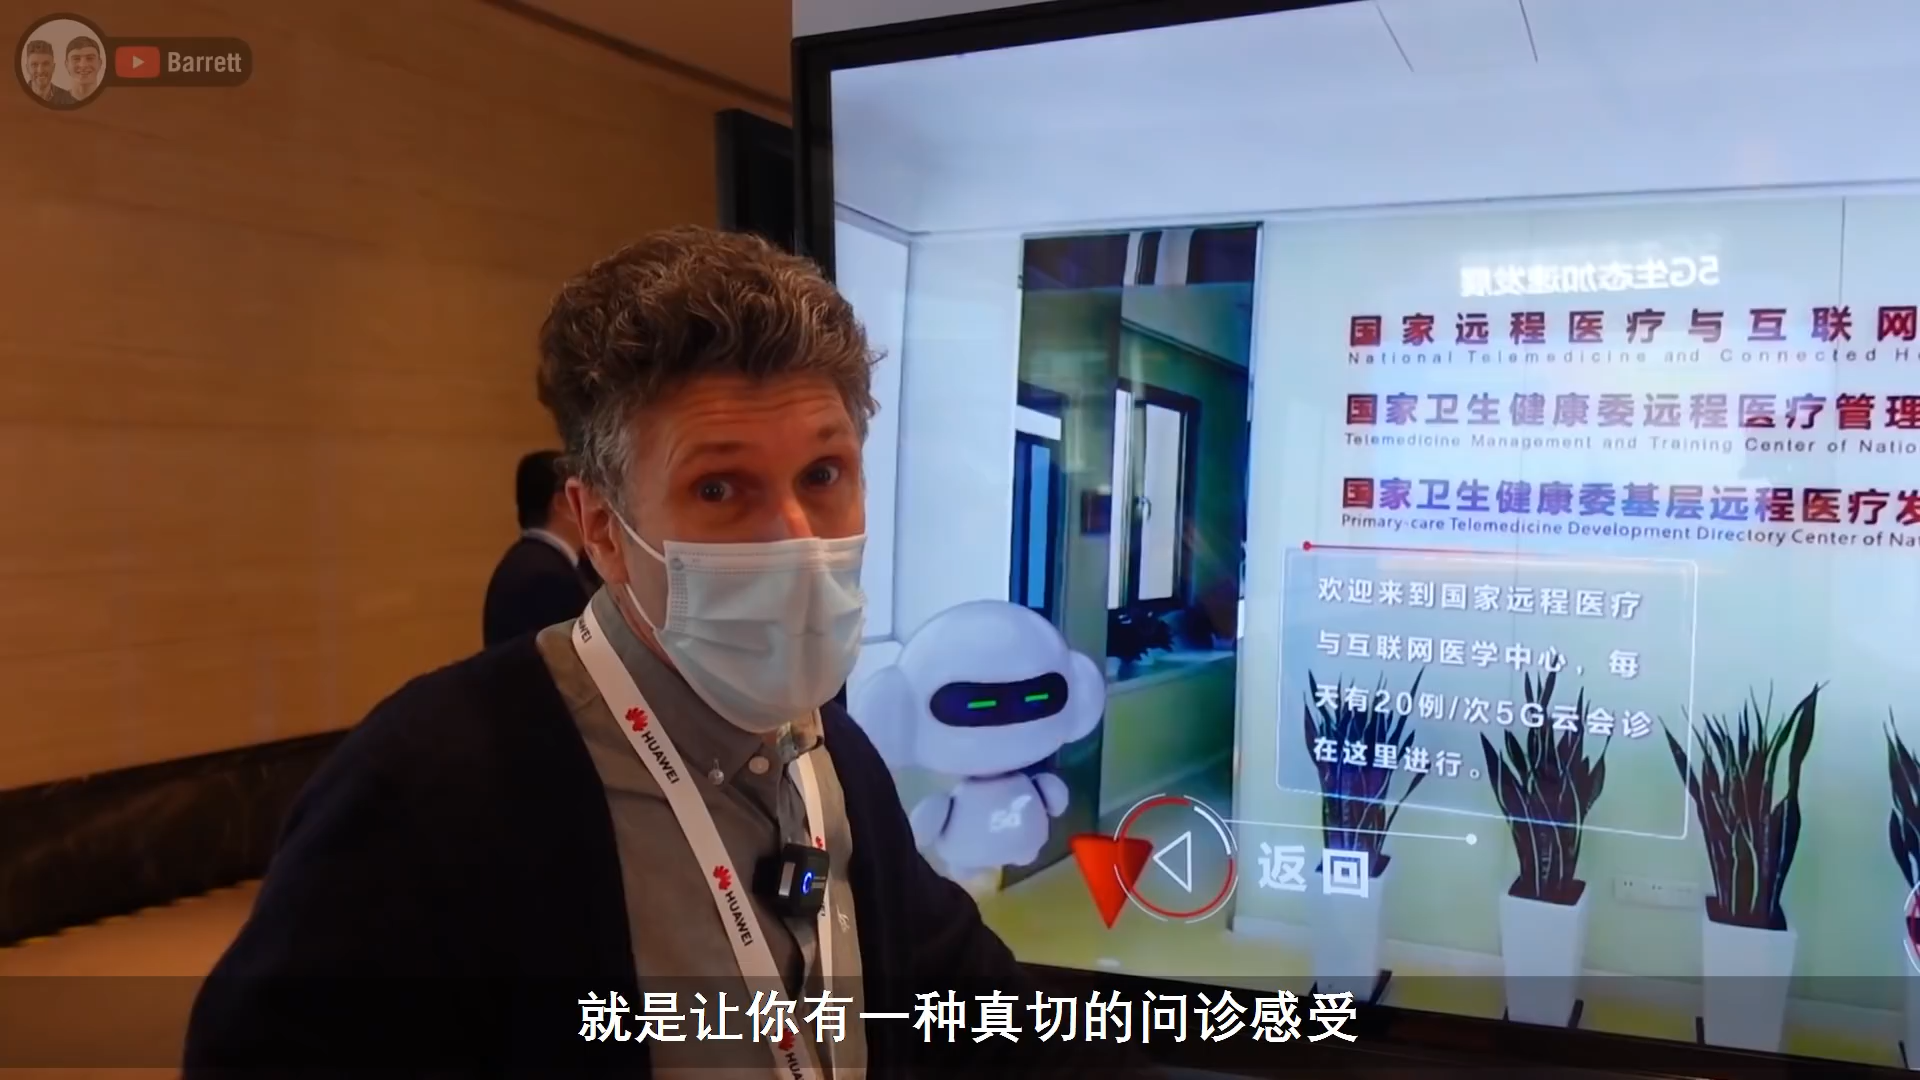 Barrett
5G生态加速发展
国家远程医疗与互联网
National Telemedicine and Connected H
国家卫生健康委远程医疗管理
Telemedicine Management and Training Center of Natio
国家卫生健康委基层远程医疗发
Primary-care Telemedicine Development Directory Center of Na
欢迎来到国家远程医疗
与互联网医学中心，每
天有20例/次5G云会诊
在这里进行。
5G
返回
HUAWEI
HUAWEI
HUAWEI
就是让你有一种真切的问诊感受